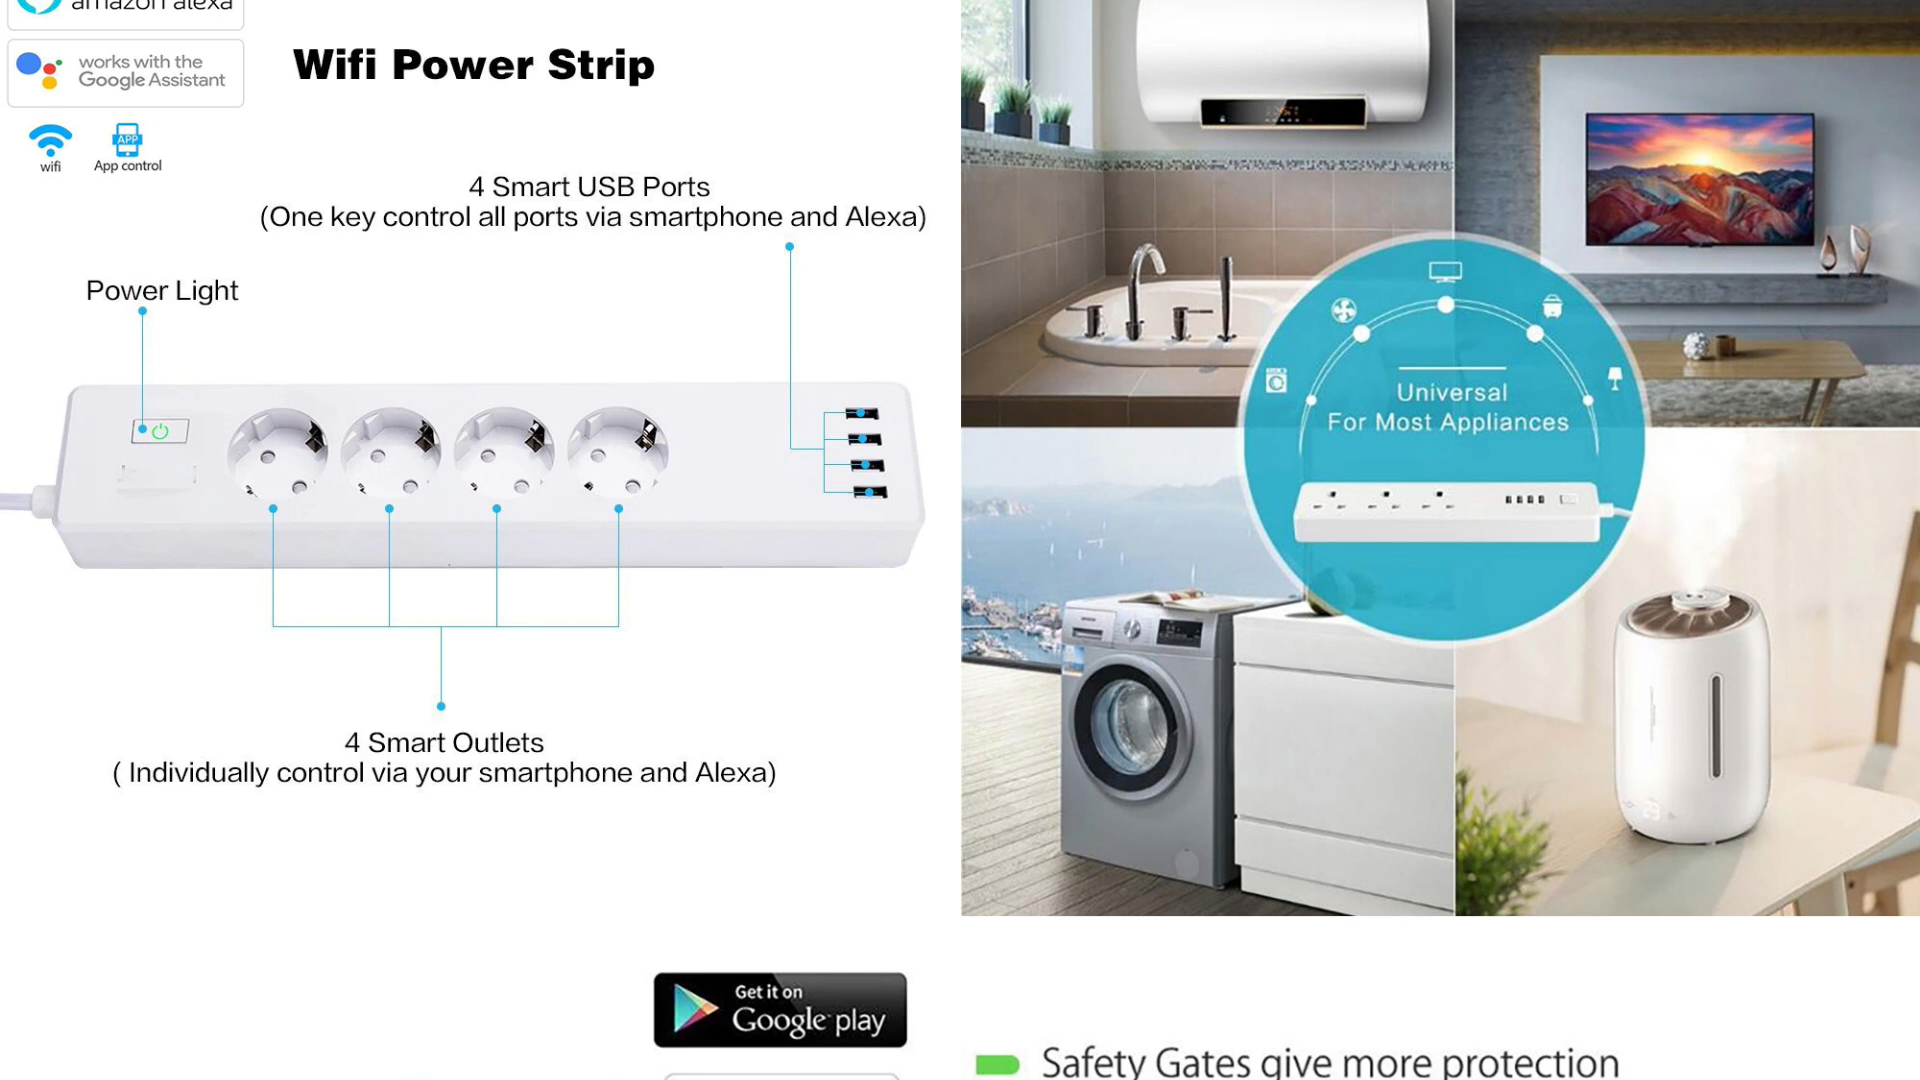 amazon alexa
works with the
Google Assistant
Wifi Power Strip
wifi
APP
App control
4 Smart USB Ports
(One key control all ports via smartphone and Alexa)
Power Light
4 Smart Outlets
( Individually control via your smartphone and Alexa)
Universal
For Most Appliances
Get it on
Google play
Safety Gates give more protection